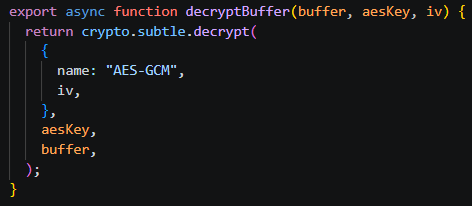 export async function decryptBuffer(buffer, aesKey, iv) {
  return crypto.subtle.decrypt(
    {
      name: "AES-GCM",
      iv,
    },
    aesKey,
    buffer,
  );
}